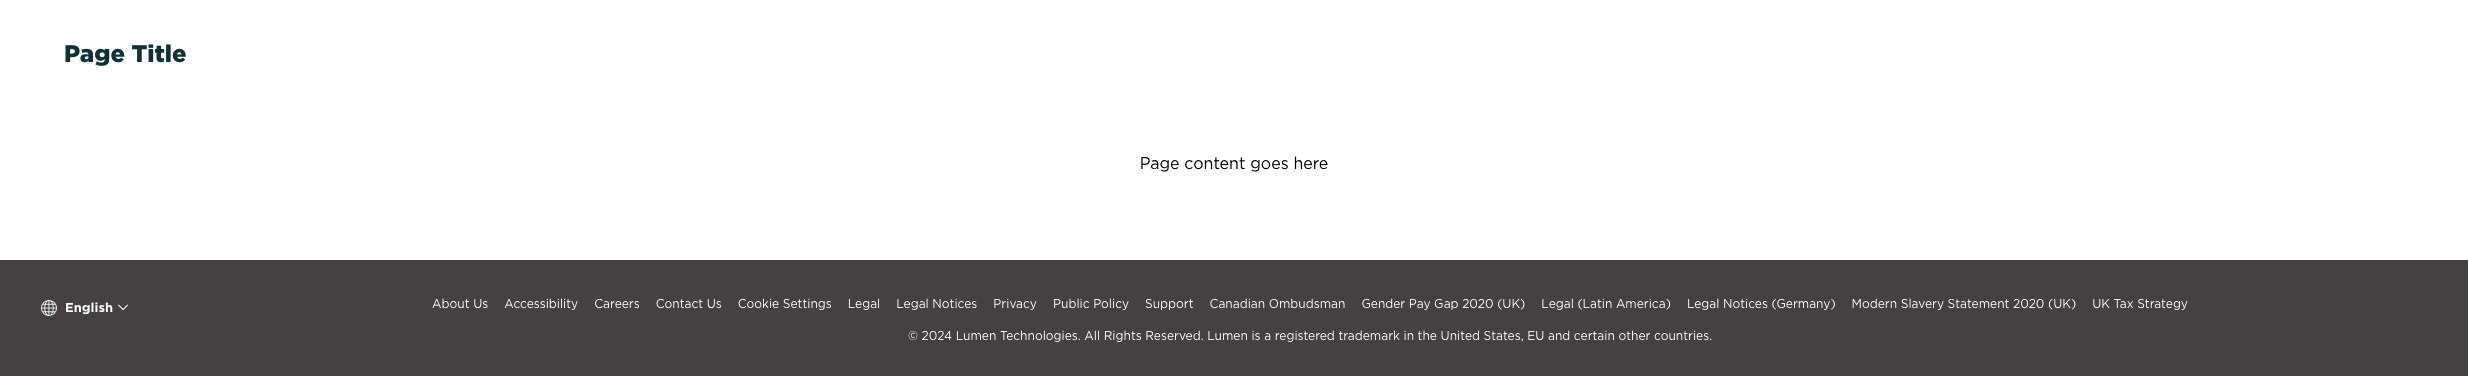 Page Title
Page content goes here
English
About Us Accessibility Careers Contact Us Cookie Settings Legal Legal Notices Privacy Public Policy Support Canadian Ombudsman Gender Pay Gap 2020 (UK) Legal (Latin America) Legal Notices (Germany) Modern Slavery Statement 2020 (UK) UK Tax Strategy
© 2024 Lumen Technologies. All Rights Reserved. Lumen is a registered trademark in the United States, EU and certain other countries.